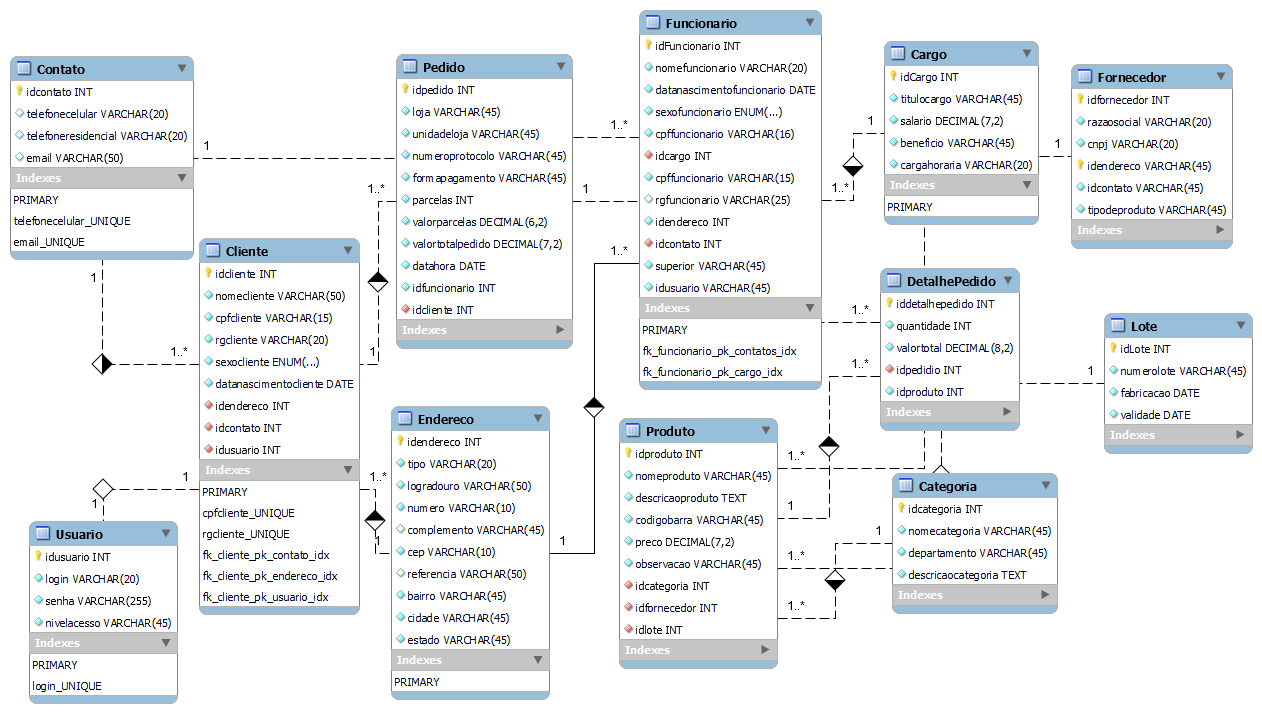 Contato
idcontato INT
telefonecelular VARCHAR(20)
telefoneresidencial VARCHAR(20)
email VARCHAR(50)
Indexes
PRIMARY
telefonecelular_UNIQUE
email_UNIQUE
1
1
1..*
Cliente
idcliente INT
nomecliente VARCHAR(50)
cpfcliente VARCHAR(15)
rgcliente VARCHAR(20)
sexocliente ENUM(...)
datanascimentocliente DATE
idendereco INT
idcontato INT
idusuario INT
Indexes
PRIMARY
cpfcliente_UNIQUE
rgcliente_UNIQUE
fk_cliente_pk_contato_idx
fk_cliente_pk_endereco_idx
fk_cliente_pk_usuario_idx
1
1
Usuario
idusuario INT
login VARCHAR(20)
senha VARCHAR(255)
nivelacesso VARCHAR(45)
Indexes
PRIMARY
login_UNIQUE
Pedido
idpedido INT
loja VARCHAR(45)
unidadeloja VARCHAR(45)
numeroprotocolo VARCHAR(45)
formapagamento VARCHAR(45)
parcelas INT
valorparcelas DECIMAL(6,2)
valortotalpedido DECIMAL(7,2)
datahora DATE
idfuncionario INT
idcliente INT
Indexes
1..*
1
1..*
1
Endereco
idendereco INT
tipo VARCHAR(20)
logradouro VARCHAR(50)
numero VARCHAR(10)
complemento VARCHAR(45)
cep VARCHAR(10)
referencia VARCHAR(50)
bairro VARCHAR(45)
cidade VARCHAR(45)
estado VARCHAR(45)
Indexes
PRIMARY
1..*
1
1..*
1
Funcionario
idFuncionario INT
nomefuncionario VARCHAR(20)
datanascimentofuncionario DATE
sexofuncionario ENUM(...)
cpffuncionario VARCHAR(16)
idcargo INT
cpffuncionario VARCHAR(15)
rgfuncionario VARCHAR(25)
idendereco INT
idcontato INT
superior VARCHAR(45)
idusuario VARCHAR(45)
Indexes
PRIMARY
fk_funcionario_pk_contatos_idx
fk_funcionario_pk_cargo_idx
1
1..*
Cargo
idCargo INT
titulocargo VARCHAR(45)
salario DECIMAL(7,2)
beneficio VARCHAR(45)
cargahoraria VARCHAR(20)
Indexes
PRIMARY
1
Fornecedor
idfornecedor INT
razaosocial VARCHAR(20)
cnpj VARCHAR(20)
idendereco VARCHAR(45)
idcontato VARCHAR(45)
tipodeproduto VARCHAR(45)
Indexes
1..*
1..*
DetalhePedido
iddetalhepedido INT
quantidade INT
valortotal DECIMAL(8,2)
idpedidio INT
idproduto INT
Indexes
1
Lote
idLote INT
numerolote VARCHAR(45)
fabricacao DATE
validade DATE
Indexes
Produto
idproduto INT
nomeproduto VARCHAR(45)
descricaoproduto TEXT
codigobarra VARCHAR(45)
preco DECIMAL(7,2)
observacao VARCHAR(45)
idcategoria INT
idfornecedor INT
idlote INT
Indexes
1..*
1
1..*
1..*
1
Categoria
idcategoria INT
nomecategoria VARCHAR(45)
departamento VARCHAR(45)
descricaocategoria TEXT
Indexes